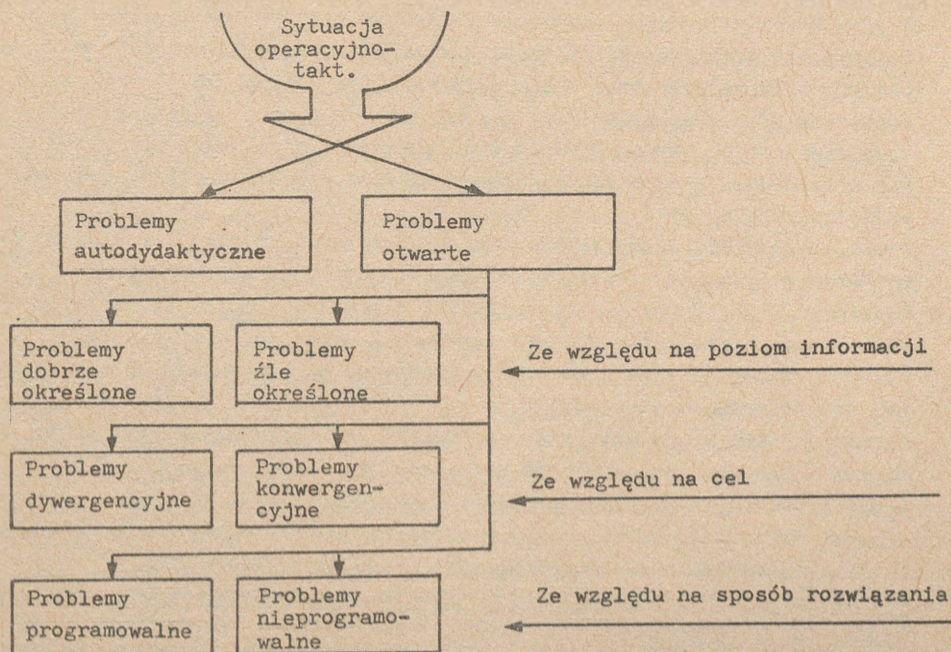 Sytuacja
operacyjno-
takt.
Problemy
autodydaktyczne
Problemy
otwarte
Problemy
dobrze
określone
Problemy
źle
określone
Ze względu na poziom informacji
Problemy
dywergencyjne
Problemy
konwergen-
cyjne
Ze względu na cel
Problemy
programowalne
Problemy
nieprogramo-
walne
Ze względu na sposób rozwiązania